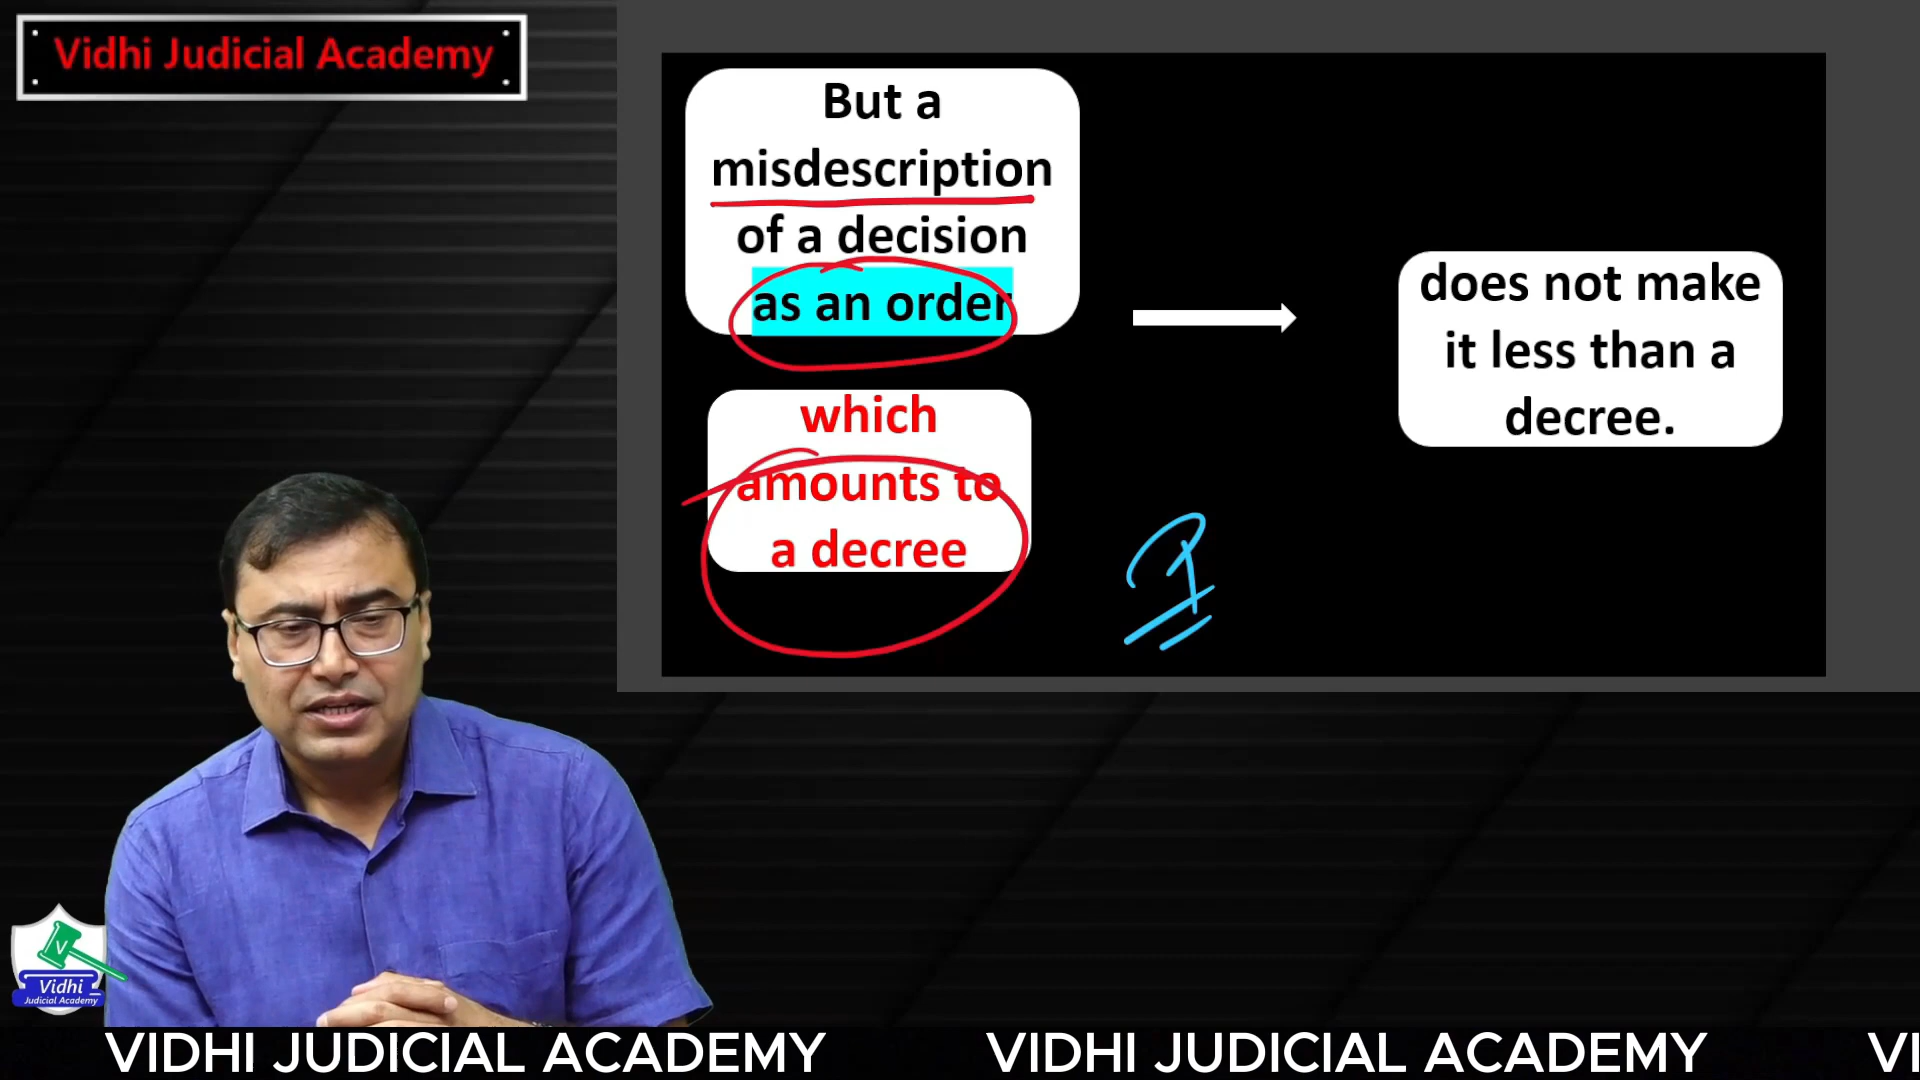 Vidhi Judicial Academy
But a
misdescription
of a decision
as an order
which
amounts to
a decree
does not make
it less than a
decree.
V
Vidhi
Judicial Academy
VIDHI JUDICIAL ACADEMY VIDHI JUDICIAL ACADEMY VI